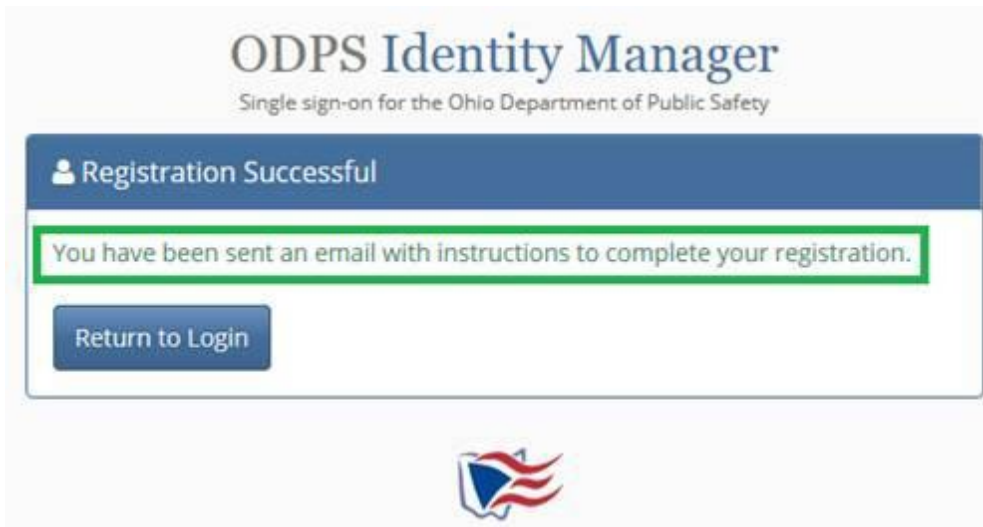 ODPS Identity Manager
Single sign-on for the Ohio Department of Public Safety
Registration Successful
You have been sent an email with instructions to complete your registration.
Return to Login